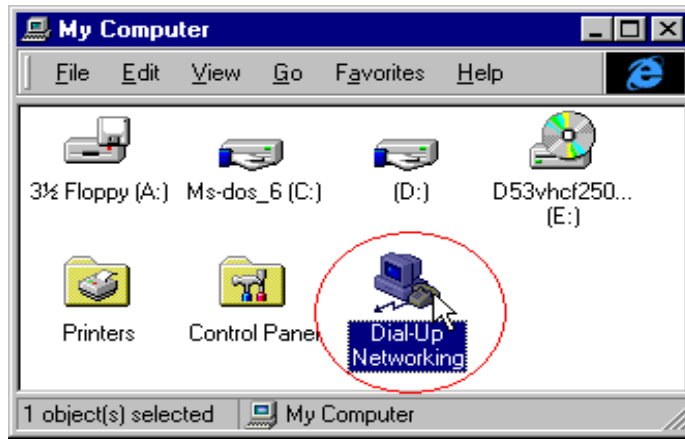 My Computer
File Edit View Go Favorites Help
3½ Floppy (A:) Ms-dos_6 (C:) (D:) D53vhcf250...
(E:)
Printers Control Panel Dial-Up
Networking
1 object(s) selected My Computer